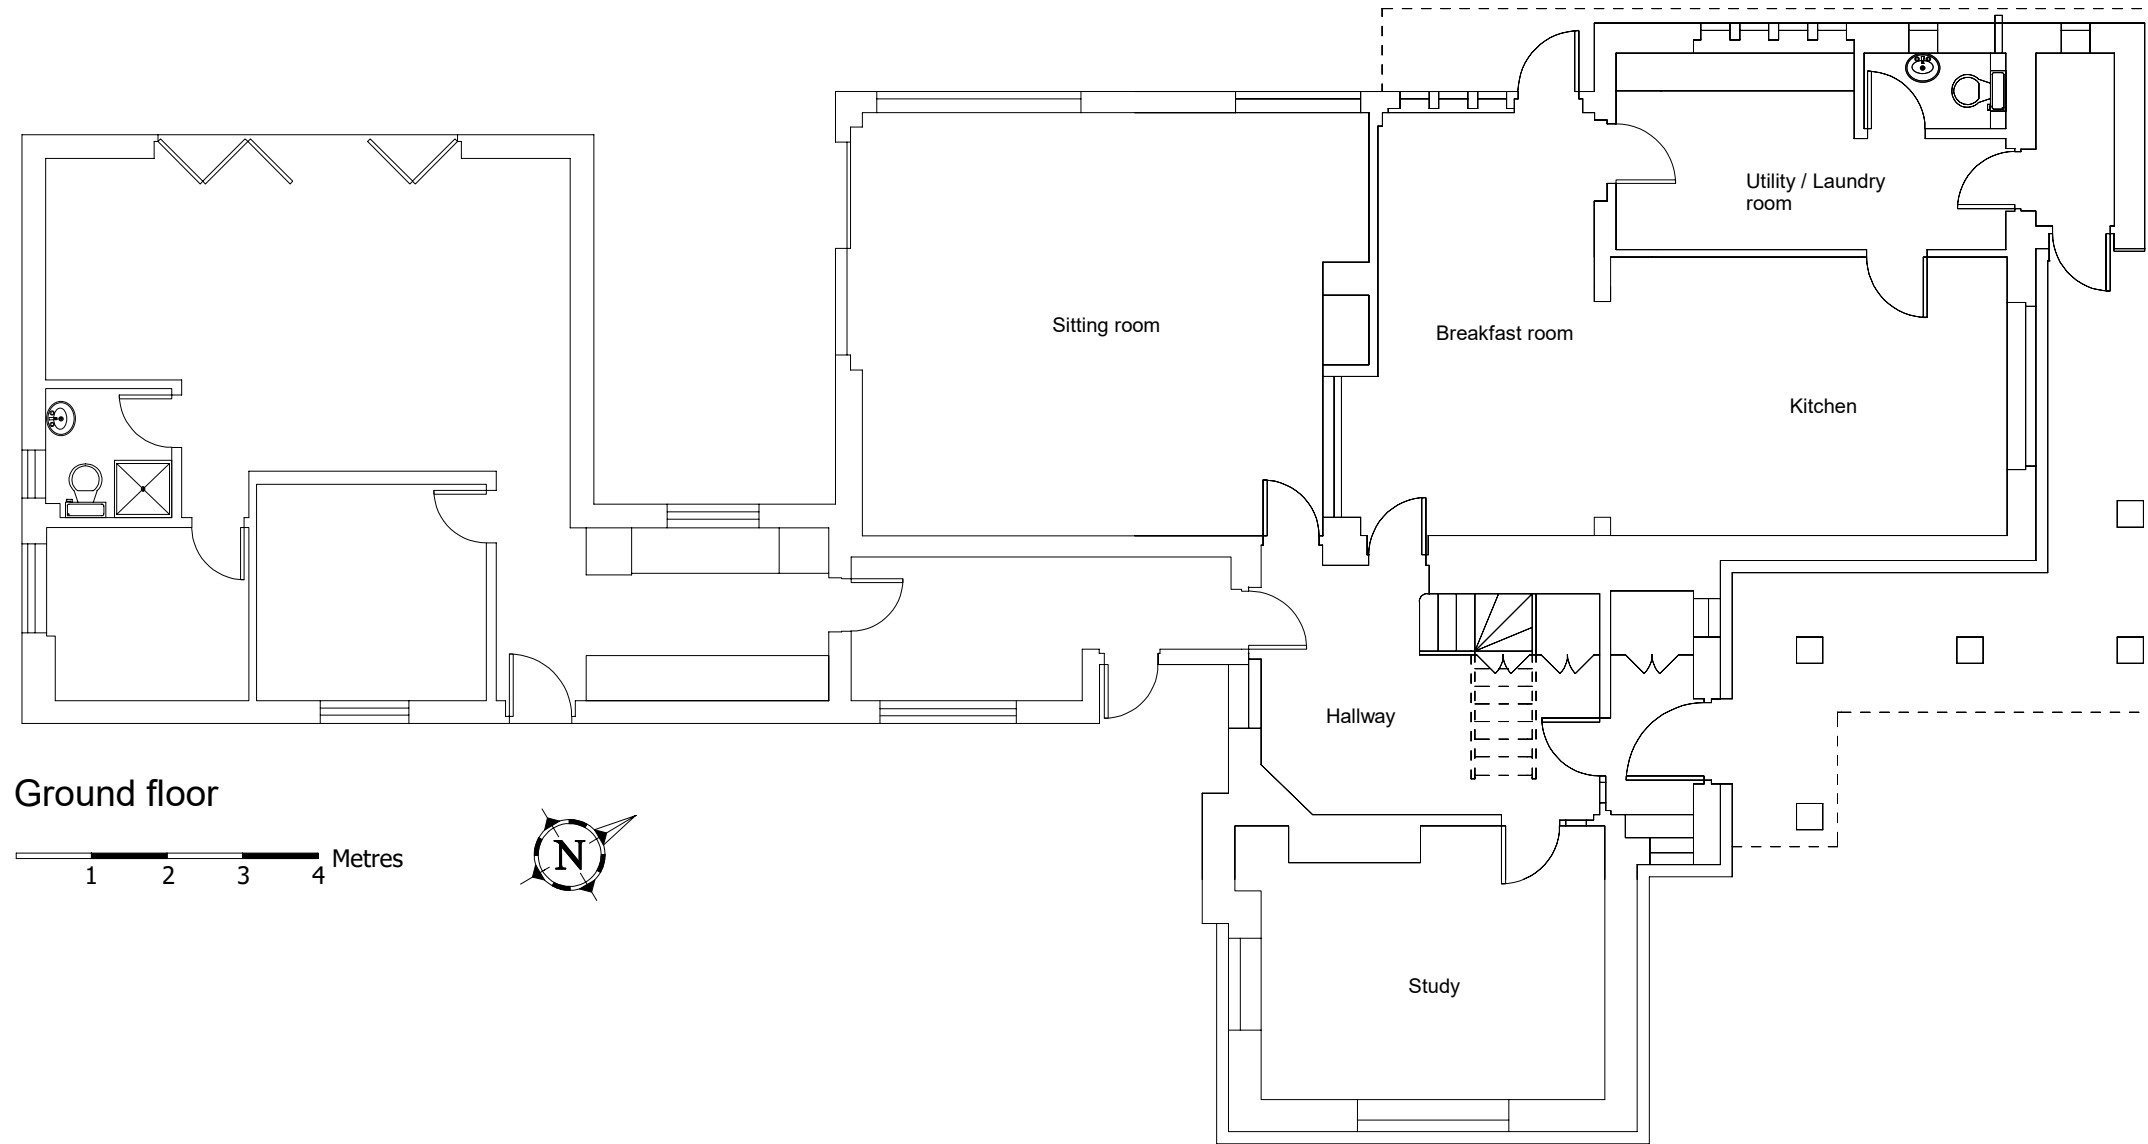 Utility / Laundry
room
Sitting room
Breakfast room
Kitchen
Hallway
Ground floor
Metres
1 2 3 4
N
Study